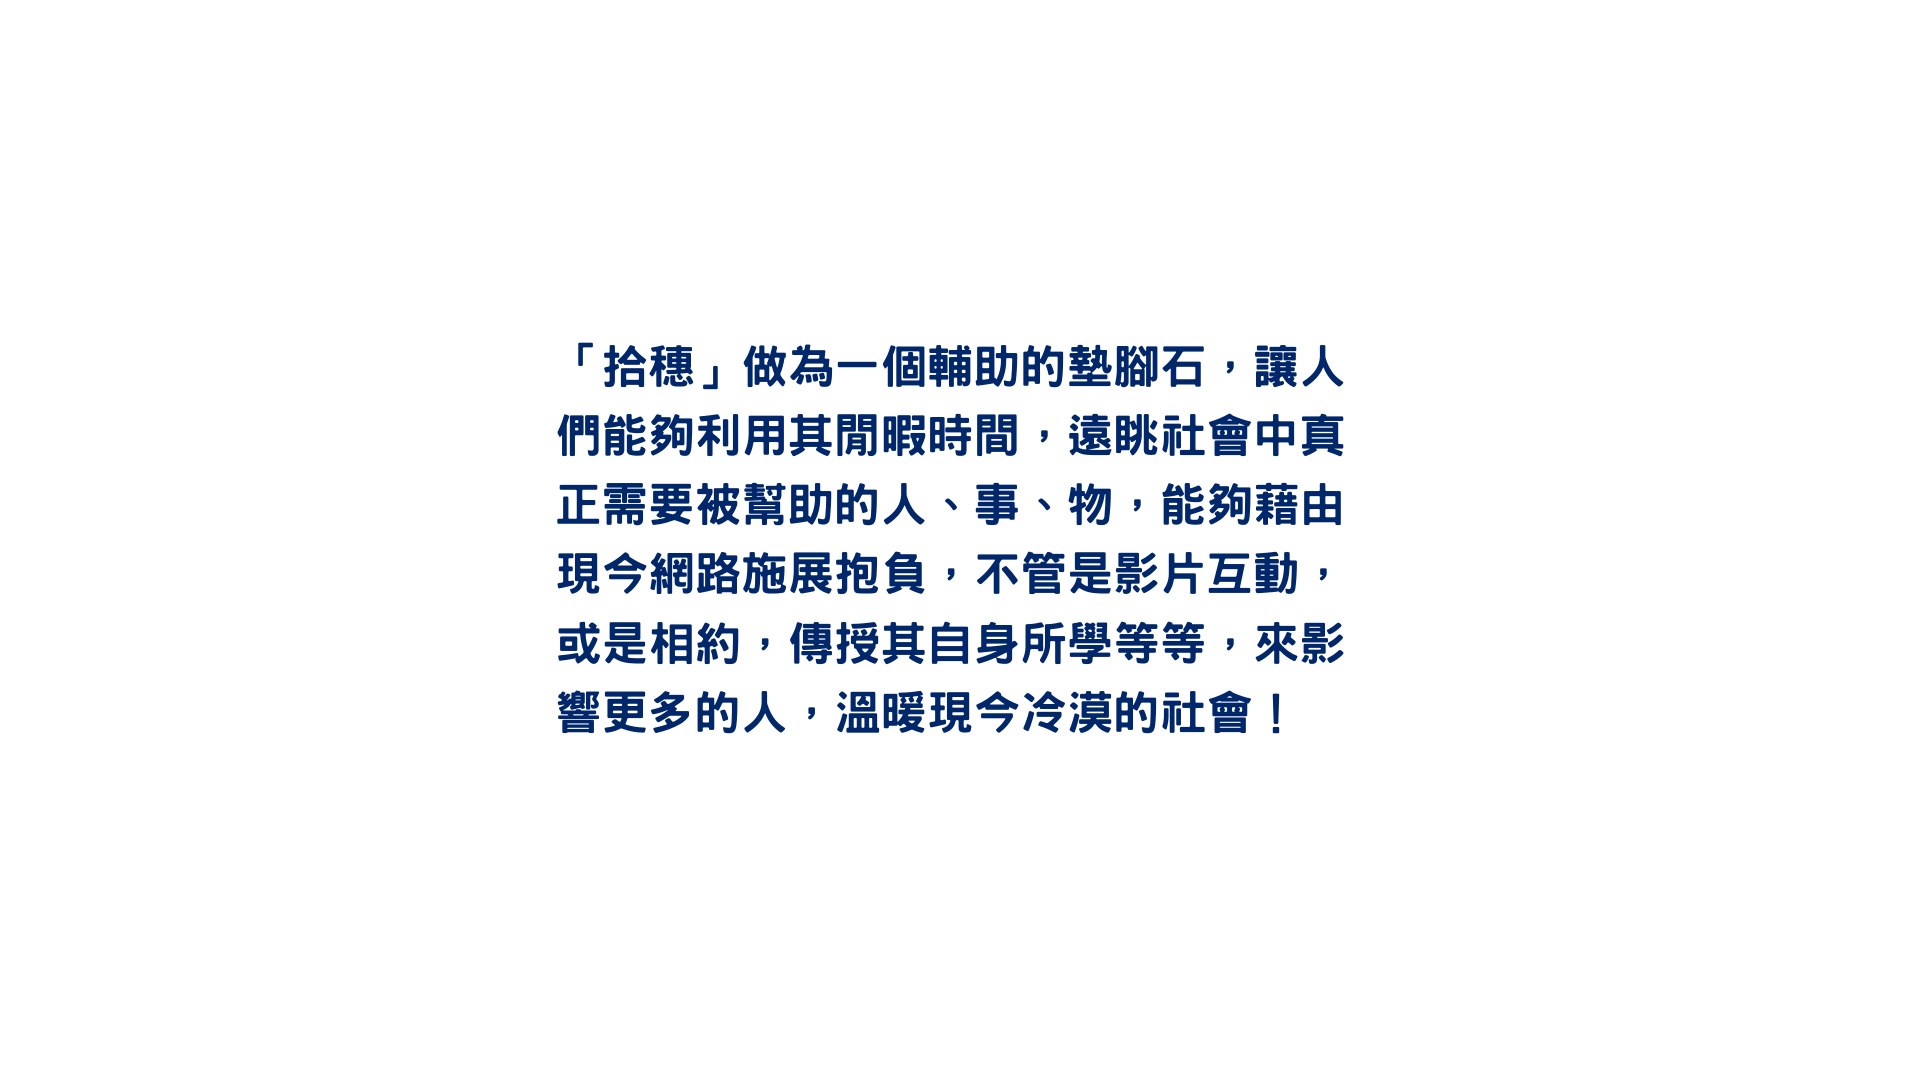 「拾穗」做為一個輔助的墊腳石，讓人
們能夠利用其閒暇時間，遠眺社會中真
正需要被幫助的人、事、物，能夠藉由
現今網路施展抱負，不管是影片互動，
或是相約，傳授其自身所學等等，來影
響更多的人，溫暖現今冷漠的社會！